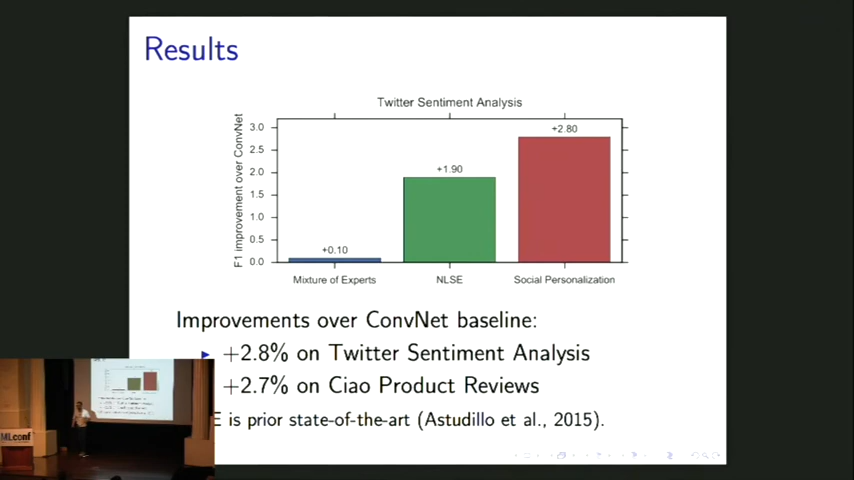 Results
Twitter Sentiment Analysis
F1 improvement over ConvNet
3.0
2.5
2.0
1.5
1.0
0.5
0.0
+0.10
+1.90
+2.80
Mixture of Experts
NLSE
Social Personalization
Improvements over ConvNet baseline:
+2.8% on Twitter Sentiment Analysis
+2.7% on Ciao Product Reviews
E is prior state-of-the-art (Astudillo et al., 2015).
MLconf